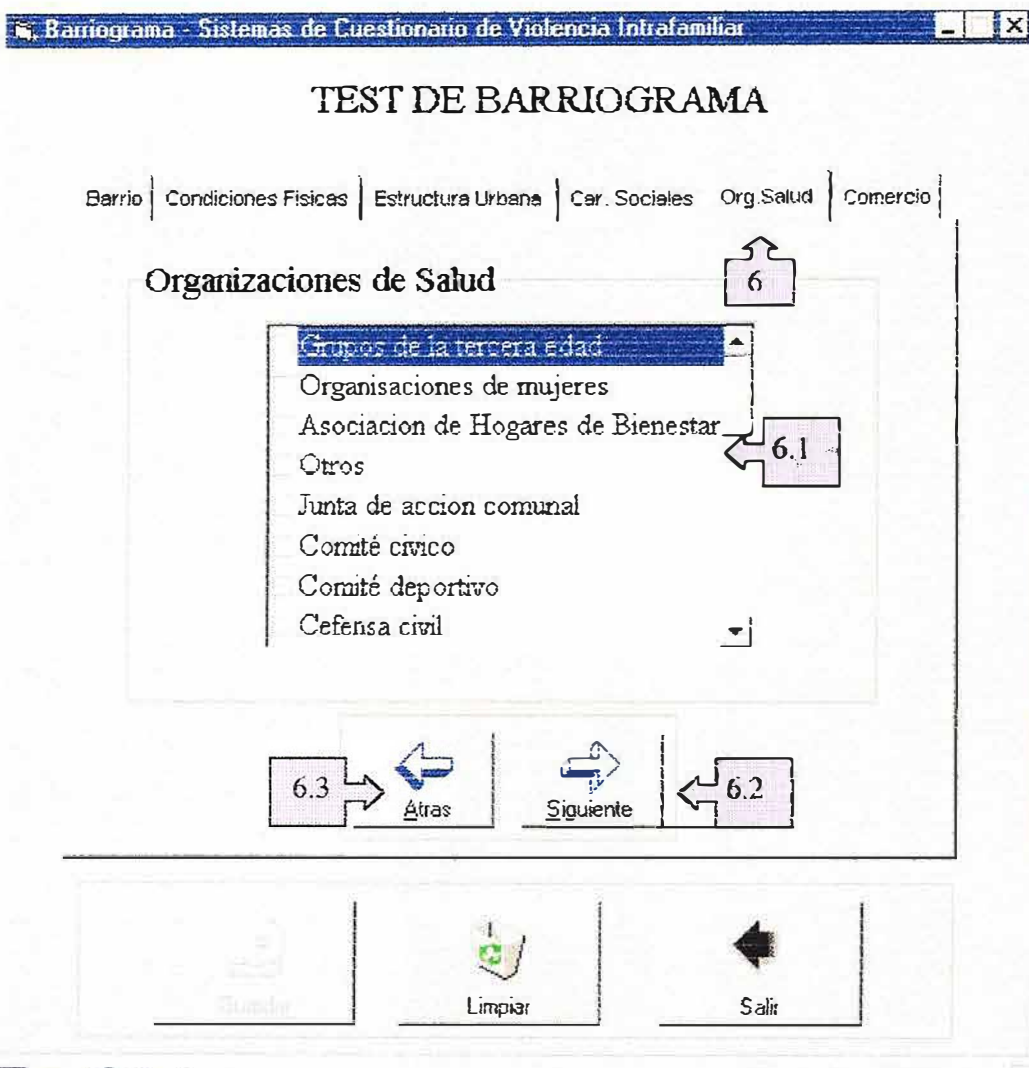 Barriograma - Sistemas de Cuestionario de Violencia Intrafamiliar
TEST DE BARRIOGRAMA
Barrio Condiciones Fisicas Estructura Urbana Car. Sociales Org.Salud Comercio
6
Organizaciones de Salud
Grupos de la tercera edad
Organisaciones de mujeres
Asociacion de Hogares de Bienestar
6.1
Otros
Junta de accion comunal
Comité civico
Comité deportivo
Cefensa civil
6.3 Atras Siguiente 6.2
Guardar Limpiar Salir